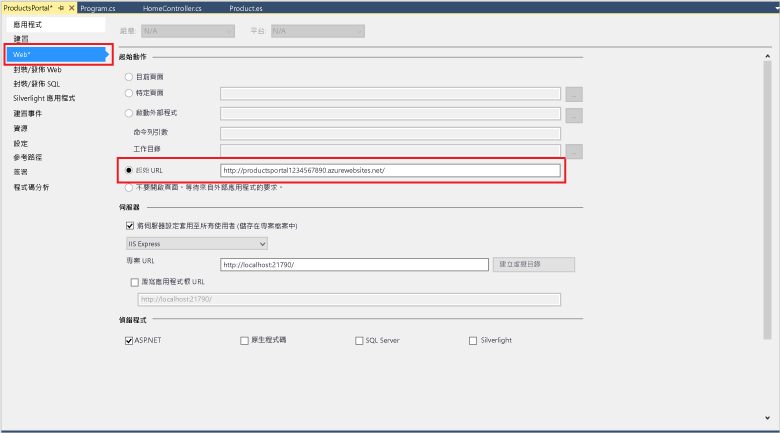 ProductsPortal* Program.cs HomeController.cs Product.es
應用程式
建置
Web*
封裝/發佈 Web
封裝/發佈 SQL
Silverlight 應用程式
建置事件
資源
設定
參考路徑
簽署
程式碼分析
組態: N/A 平台: N/A
起始動作
目前頁面
特定頁面 ...
啟動外部程式 ...
命令列引數
工作目錄 ...
起始 URL http://productsportal1234567890.azurewebsites.net/
不要開啟頁面。等待來自外部應用程式的要求。
伺服器
將伺服器設定套用至所有使用者 (儲存在專案檔案中)
IIS Express
專案 URL http://localhost:21790/ 建立虛擬目錄
覆寫應用程式根 URL
http://localhost:21790/
偵錯程式
ASP.NET 原生程式碼 SQL Server Silverlight